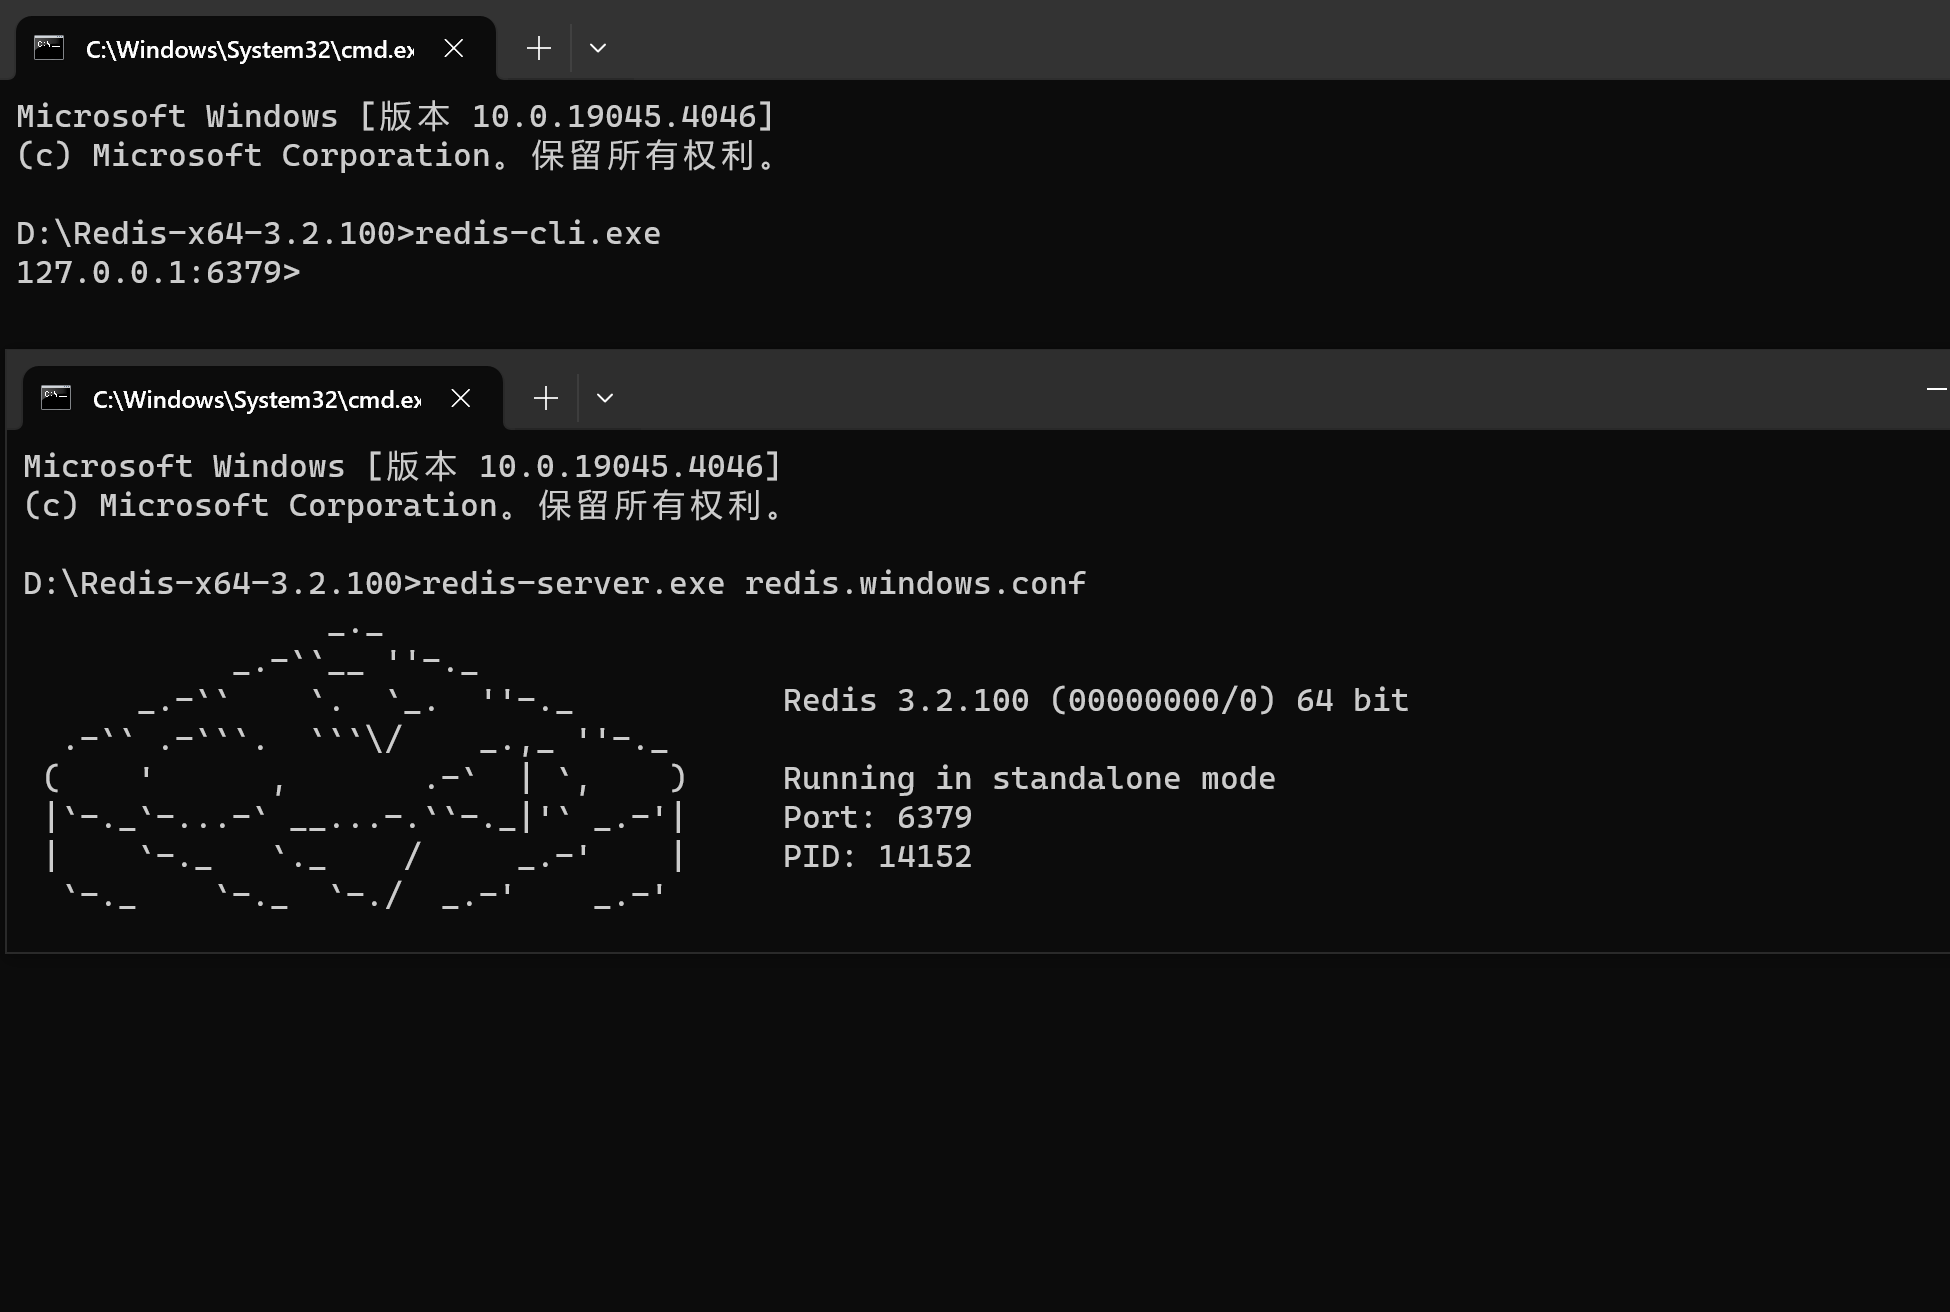 C:\Windows\System32\cmd.ex
Microsoft Windows [版本 10.0.19045.4046]
(c) Microsoft Corporation。保留所有权利。
D:\Redis-x64-3.2.100>redis-cli.exe
127.0.0.1:6379>
C:\Windows\System32\cmd.ex
Microsoft Windows [版本 10.0.19045.4046]
(c) Microsoft Corporation。保留所有权利。
D:\Redis-x64-3.2.100>redis-server.exe redis.windows.conf
Redis 3.2.100 (00000000/0) 64 bit
Running in standalone mode
Port: 6379
PID: 14152